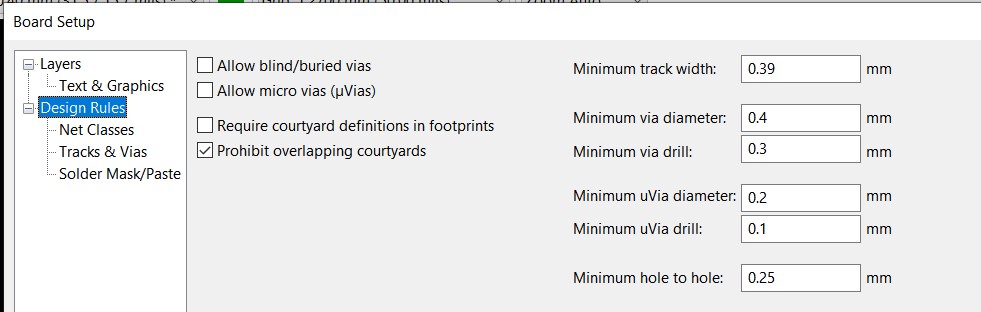 Board Setup
Layers
Text & Graphics
Design Rules
Net Classes
Tracks & Vias
Solder Mask/Paste
Allow blind/buried vias
Allow micro vias (µVias)
Require courtyard definitions in footprints
Prohibit overlapping courtyards
Minimum track width: 0.39 mm
Minimum via diameter: 0.4 mm
Minimum via drill: 0.3 mm
Minimum uVia diameter: 0.2 mm
Minimum uVia drill: 0.1 mm
Minimum hole to hole: 0.25 mm